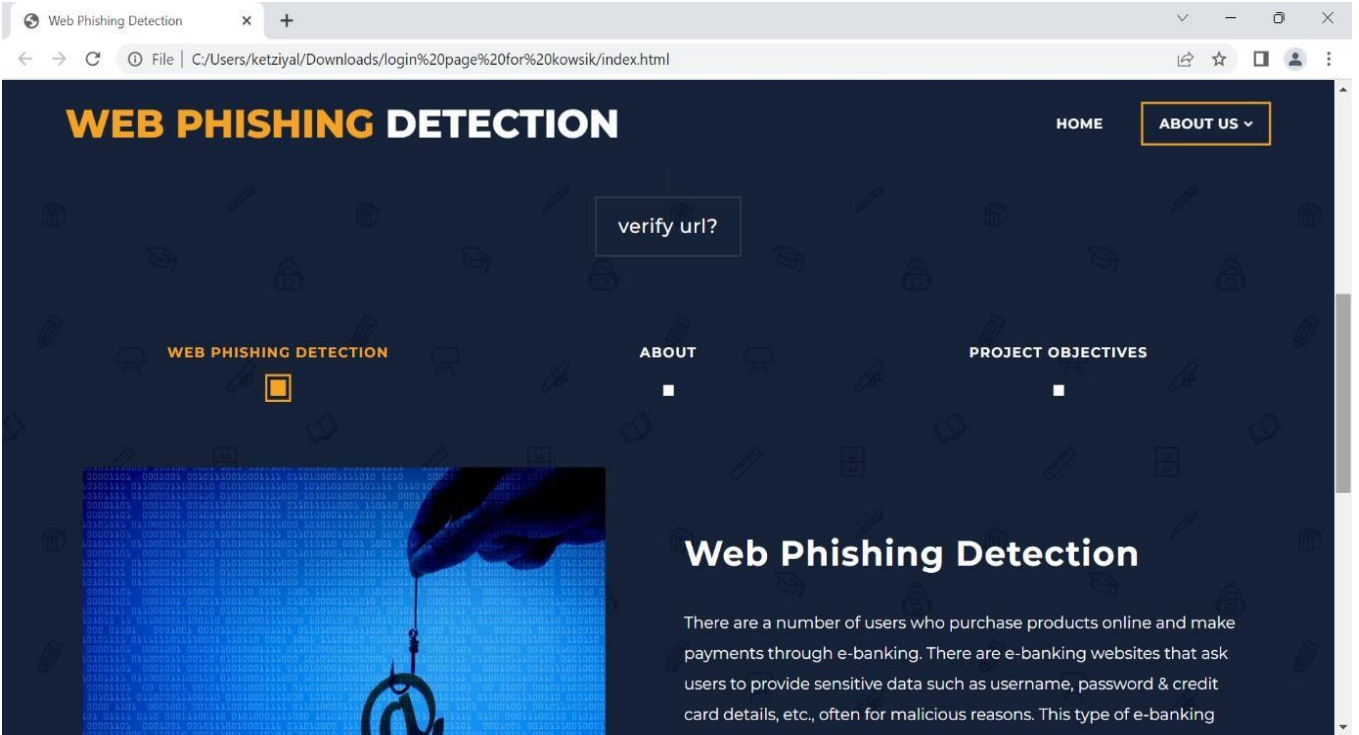 Web Phishing Detection
File | C:/Users/ketziyal/Downloads/login%20page%20for%20kowsik/index.html
WEB PHISHING DETECTION
HOME
ABOUT US
verify url?
WEB PHISHING DETECTION
ABOUT
PROJECT OBJECTIVES
Web Phishing Detection
There are a number of users who purchase products online and make
payments through e-banking. There are e-banking websites that ask
users to provide sensitive data such as username, password & credit
card details, etc., often for malicious reasons. This type of e-banking